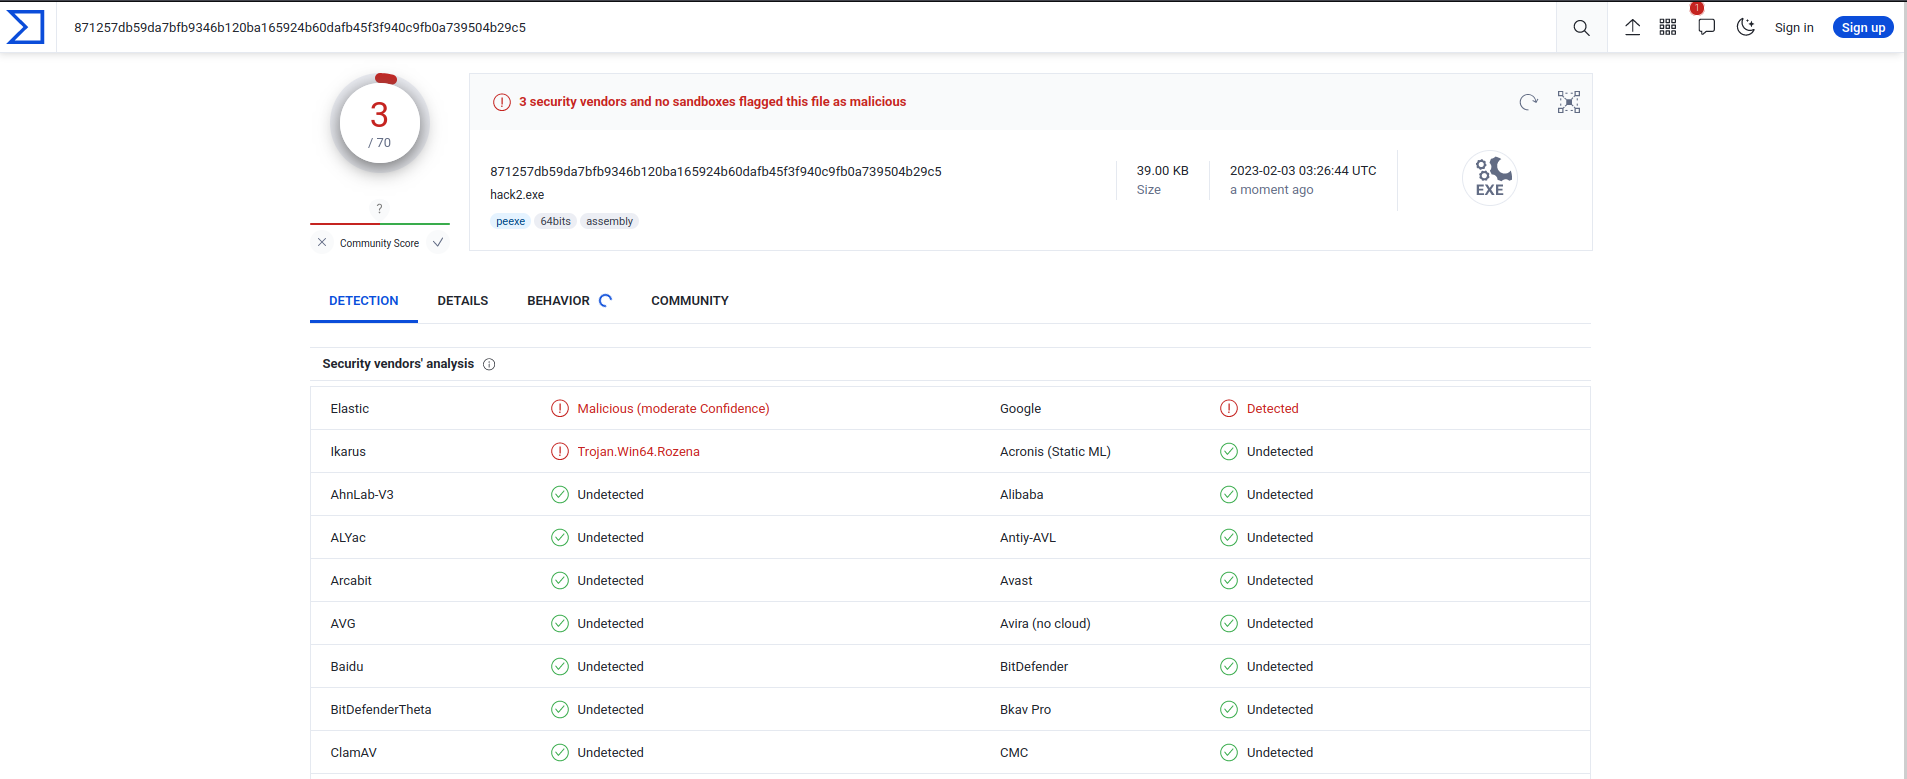 871257db59da7bfb9346b120ba165924b60dafb45f3f940c9fb0a739504b29c5
1
Sign in
Sign up
3
/ 70
?
Community Score
3 security vendors and no sandboxes flagged this file as malicious
871257db59da7bfb9346b120ba165924b60dafb45f3f940c9fb0a739504b29c5
hack2.exe
peexe 64bits assembly
39.00 KB
Size
2023-02-03 03:26:44 UTC
a moment ago
EXE
DETECTION DETAILS BEHAVIOR COMMUNITY
Security vendors' analysis
Elastic Malicious (moderate Confidence) Google Detected
Ikarus Trojan.Win64.Rozena Acronis (Static ML) Undetected
AhnLab-V3 Undetected Alibaba Undetected
ALYac Undetected Antiy-AVL Undetected
Arcabit Undetected Avast Undetected
AVG Undetected Avira (no cloud) Undetected
Baidu Undetected BitDefender Undetected
BitDefenderTheta Undetected Bkav Pro Undetected
ClamAV Undetected CMC Undetected